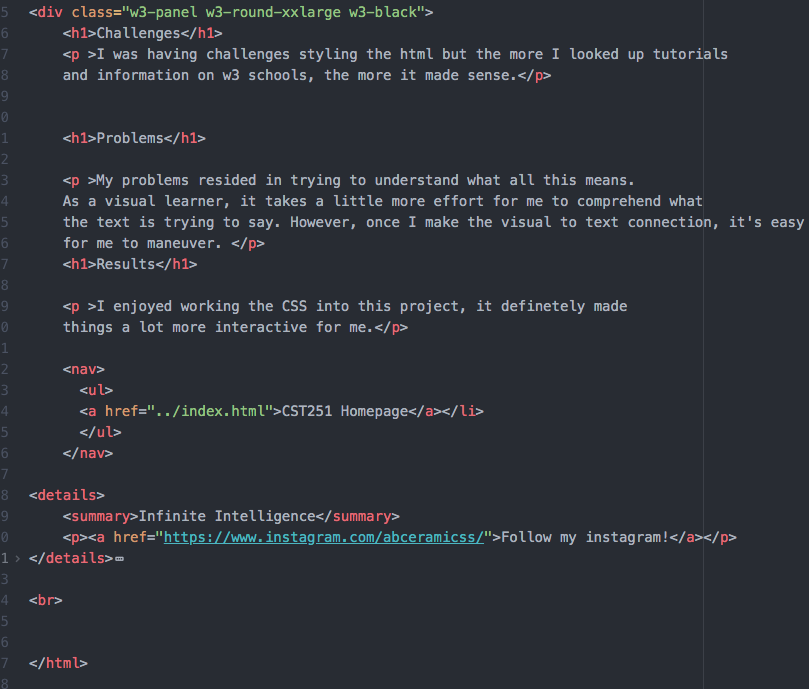 5 <div class="w3-panel w3-round-xxlarge w3-black">
6 <h1>Challenges</h1>
7 <p >I was having challenges styling the html but the more I looked up tutorials
8 and information on w3 schools, the more it made sense.</p>
9
0
1 <h1>Problems</h1>
2
3 <p >My problems resided in trying to understand what all this means.
4 As a visual learner, it takes a little more effort for me to comprehend what
5 the text is trying to say. However, once I make the visual to text connection, it's easy
6 for me to maneuver. </p>
7 <h1>Results</h1>
8
9 <p >I enjoyed working the CSS into this project, it definetely made
0 things a lot more interactive for me.</p>
1
2 <nav>
3 <ul>
4 <a href="../index.html">CST251 Homepage</a></li>
5 </ul>
6 </nav>
7
8 <details>
9 <summary>Infinite Intelligence</summary>
0 <p><a href="https://www.instagram.com/abceramicss/">Follow my instagram!</a></p>
1 </details>
3
4 <br>
5
6
7 </html>
8